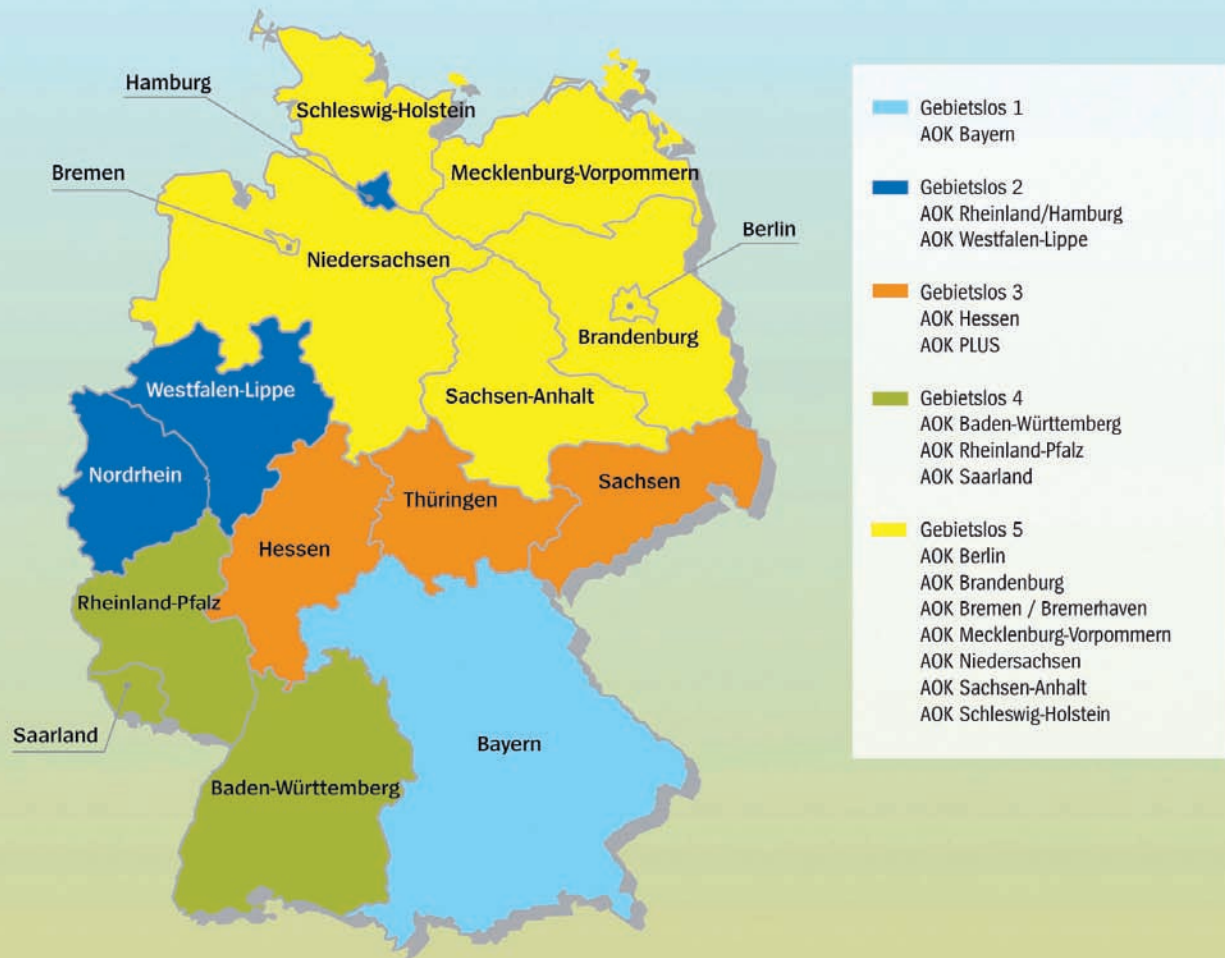 Hamburg
Schleswig-Holstein
Mecklenburg-Vorpommern
Bremen
Berlin
Niedersachsen
Brandenburg
Westfalen-Lippe
Sachsen-Anhalt
Nordrhein
Sachsen
Thüringen
Hessen
Rheinland-Pfalz
Saarland
Bayern
Baden-Württemberg
Gebietslos 1
AOK Bayern
Gebietslos 2
AOK Rheinland/Hamburg
AOK Westfalen-Lippe
Gebietslos 3
AOK Hessen
AOK PLUS
Gebietslos 4
AOK Baden-Württemberg
AOK Rheinland-Pfalz
AOK Saarland
Gebietslos 5
AOK Berlin
AOK Brandenburg
AOK Bremen / Bremerhaven
AOK Mecklenburg-Vorpommern
AOK Niedersachsen
AOK Sachsen-Anhalt
AOK Schleswig-Holstein